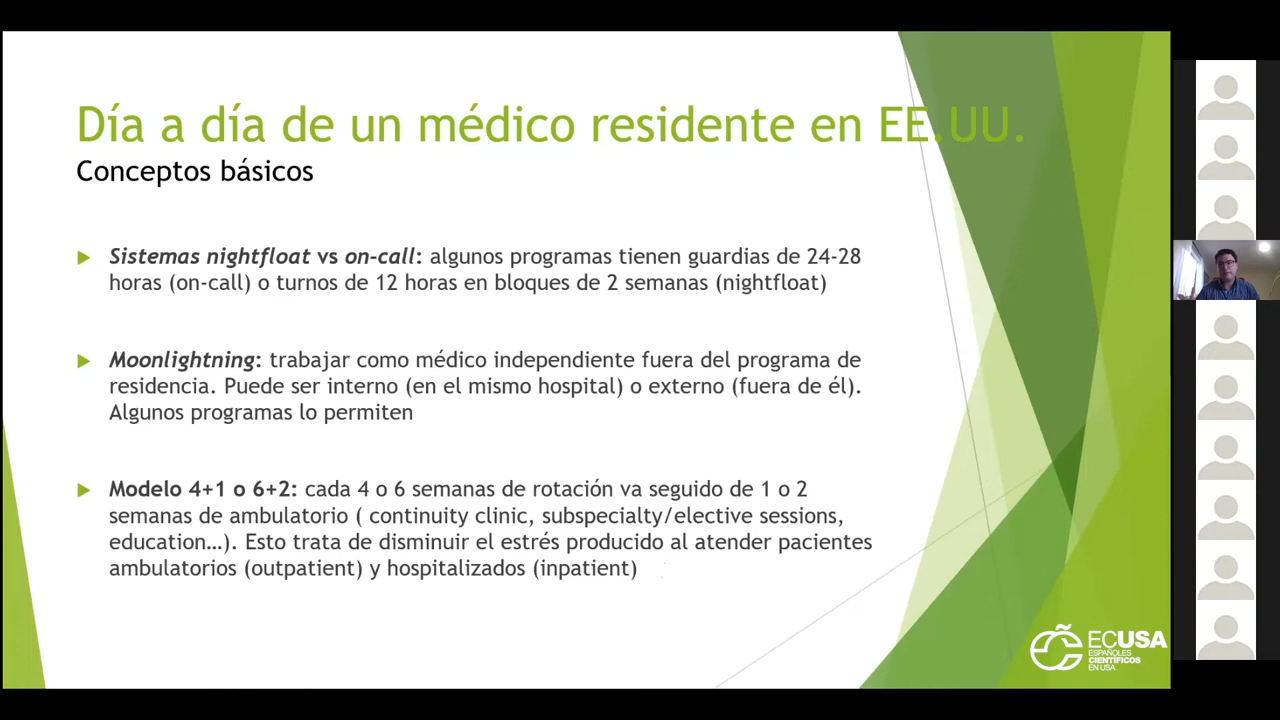 Día a día de un médico residente en EE.UU.
Conceptos básicos
Sistemas nightfloat vs on-call: algunos programas tienen guardias de 24-28
horas (on-call) o turnos de 12 horas en bloques de 2 semanas (nightfloat)
Moonlightning: trabajar como médico independiente fuera del programa de
residencia. Puede ser interno (en el mismo hospital) o externo (fuera de él).
Algunos programas lo permiten
Modelo 4+1 o 6+2: cada 4 o 6 semanas de rotación va seguido de 1 o 2
semanas de ambulatorio ( continuity clinic, subspecialty/elective sessions,
education…). Esto trata de disminuir el estrés producido al atender pacientes
ambulatorios (outpatient) y hospitalizados (inpatient)
ECUSA
ESPAÑOLES
CIENTÍFICOS
EN USA